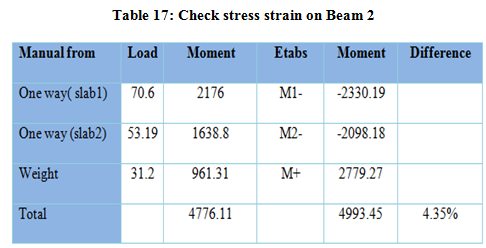 Table 17: Check stress strain on Beam 2
Manual from Load Moment Etabs Moment Difference
One way( slab1) 70.6 2176 M1- -2330.19
One way (slab2) 53.19 1638.8 M2- -2098.18
Weight 31.2 961.31 M+ 2779.27
Total 4776.11 4993.45 4.35%